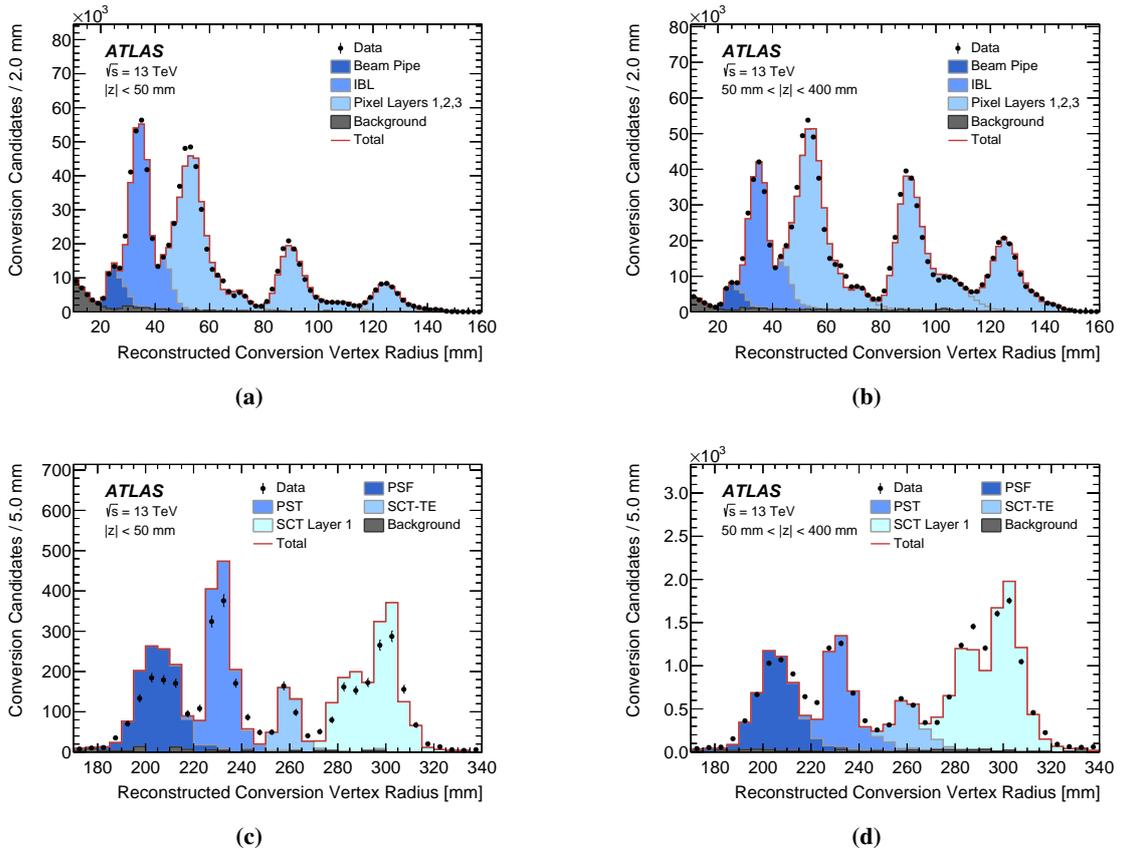 ×10³
80
70
60
50
40
30
20
10
0
Conversion Candidates / 2.0 mm
ATLAS
√s = 13 TeV
|z| < 50 mm
Data
Beam Pipe
IBL
Pixel Layers 1,2,3
Background
Total
20 40 60 80 100 120 140 160
Reconstructed Conversion Vertex Radius [mm]
(a)
×10³
80
70
60
50
40
30
20
10
0
Conversion Candidates / 2.0 mm
ATLAS
√s = 13 TeV
50 mm < |z| < 400 mm
Data
Beam Pipe
IBL
Pixel Layers 1,2,3
Background
Total
20 40 60 80 100 120 140 160
Reconstructed Conversion Vertex Radius [mm]
(b)
700
600
500
400
300
200
100
0
Conversion Candidates / 5.0 mm
ATLAS
√s = 13 TeV
|z| < 50 mm
Data PSF
PST SCT-TE
SCT Layer 1 Background
Total
180 200 220 240 260 280 300 320 340
Reconstructed Conversion Vertex Radius [mm]
(c)
×10³
3.0
2.5
2.0
1.5
1.0
0.5
0.0
Conversion Candidates / 5.0 mm
ATLAS
√s = 13 TeV
50 mm < |z| < 400 mm
Data PSF
PST SCT-TE
SCT Layer 1 Background
Total
180 200 220 240 260 280 300 320 340
Reconstructed Conversion Vertex Radius [mm]
(d)